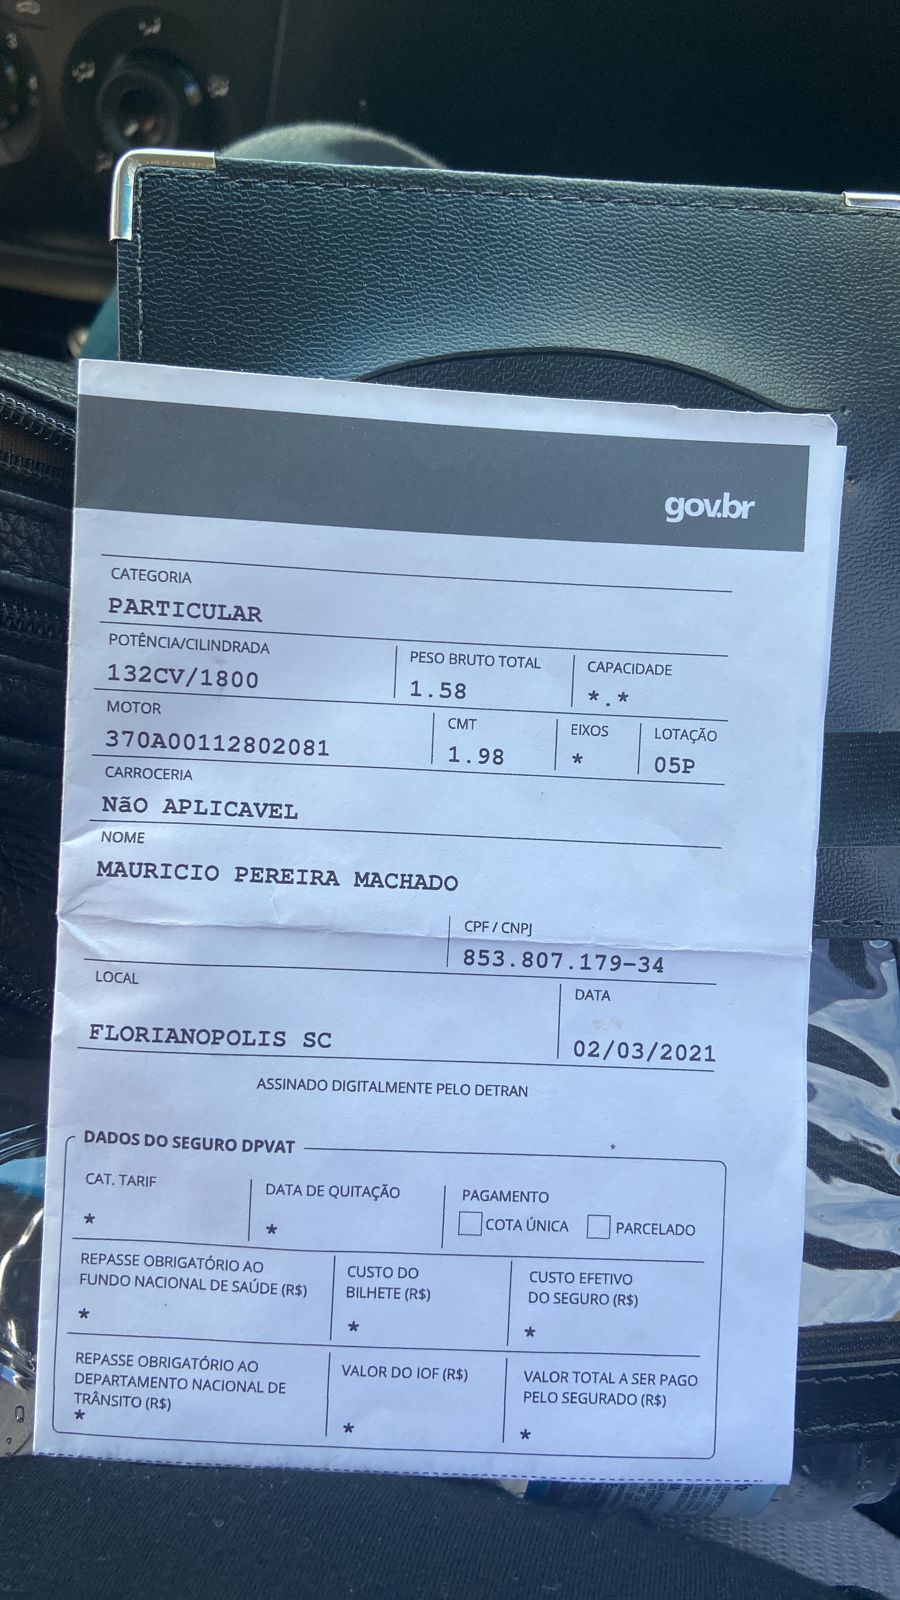 gov.br
CATEGORIA
PARTICULAR
POTÊNCIA/CILINDRADA
132CV/1800
PESO BRUTO TOTAL
1.58
CAPACIDADE
*.*
MOTOR
370A00112802081
CMT
1.98
EIXOS
*
LOTAÇÃO
05P
CARROCERIA
NãO APLICAVEL
NOME
MAURICIO PEREIRA MACHADO
CPF / CNPJ
853.807.179-34
LOCAL
FLORIANOPOLIS SC
DATA
02/03/2021
ASSINADO DIGITALMENTE PELO DETRAN
DADOS DO SEGURO DPVAT
*
CAT. TARIF
*
DATA DE QUITAÇÃO
*
PAGAMENTO
COTA ÚNICA
PARCELADO
REPASSE OBRIGATÓRIO AO
FUNDO NACIONAL DE SAÚDE (R$)
*
CUSTO DO
BILHETE (R$)
*
CUSTO EFETIVO
DO SEGURO (R$)
*
REPASSE OBRIGATÓRIO AO
DEPARTAMENTO NACIONAL DE
TRÂNSITO (R$)
*
VALOR DO IOF (R$)
*
VALOR TOTAL A SER PAGO
PELO SEGURADO (R$)
*